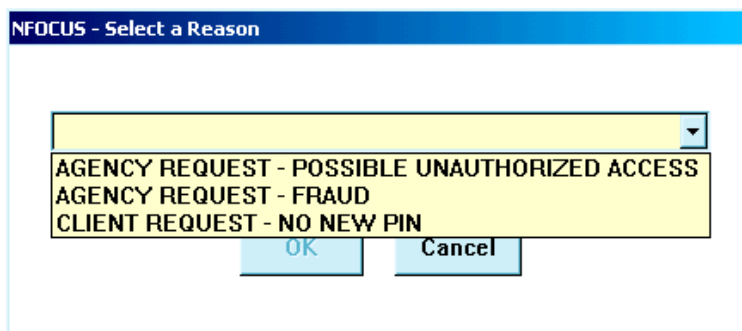 NFOCUS - Select a Reason
AGENCY REQUEST - POSSIBLE UNAUTHORIZED ACCESS
AGENCY REQUEST - FRAUD
CLIENT REQUEST - NO NEW PIN
OK
Cancel